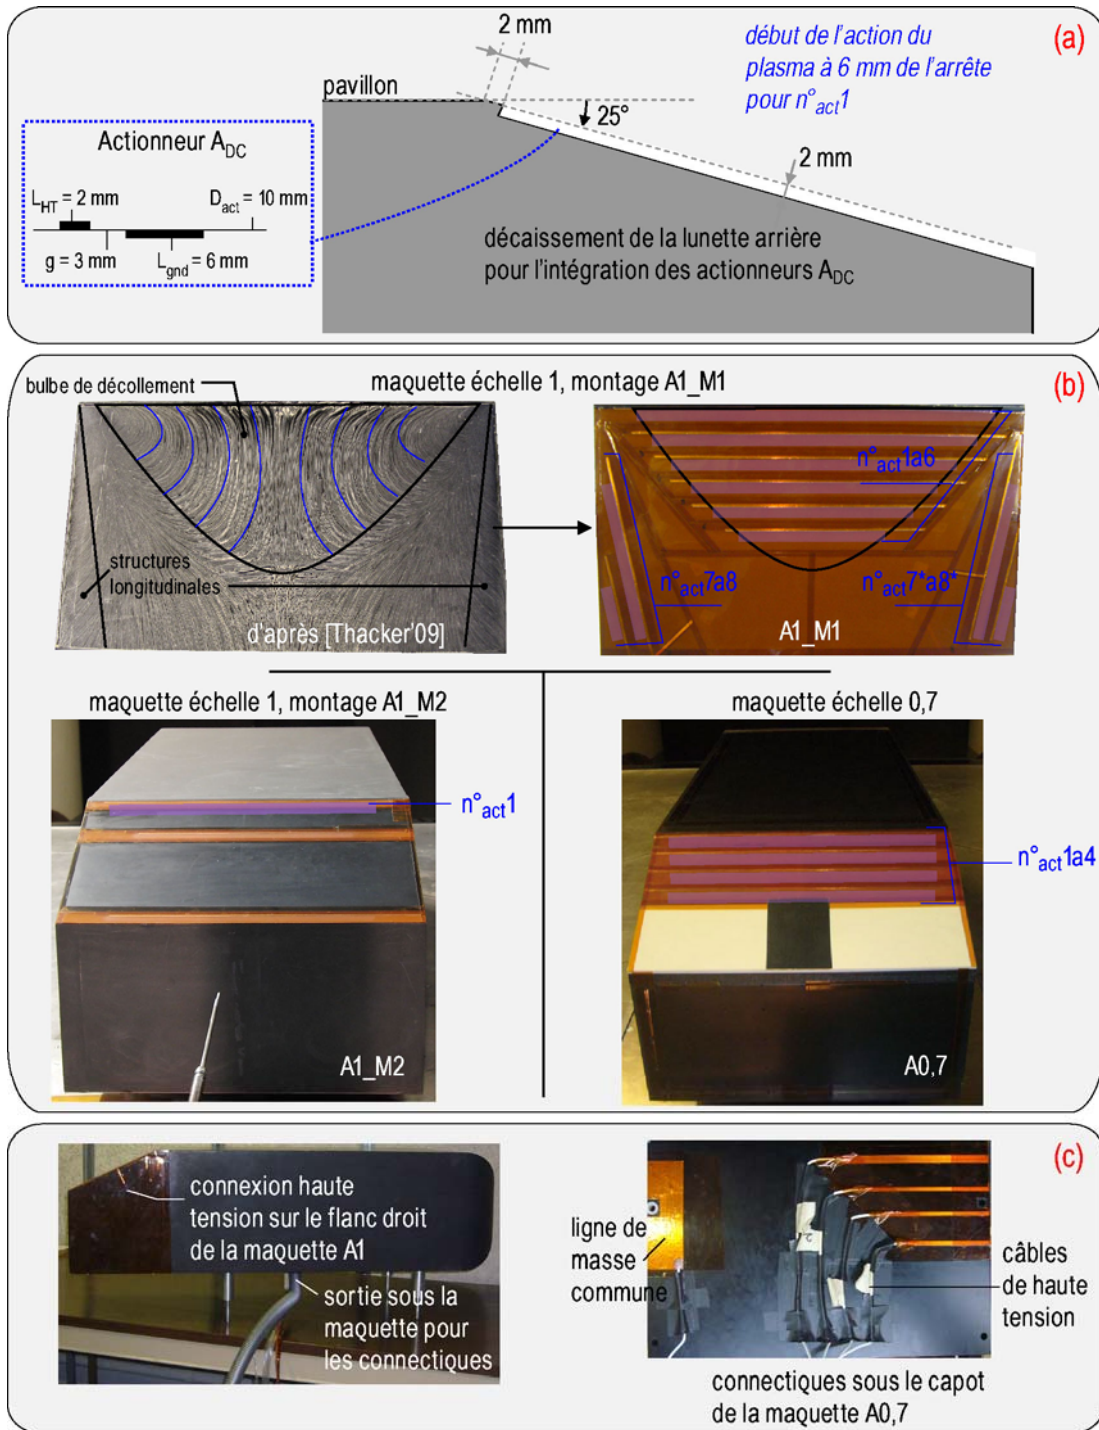 (a)
2 mm
début de l'action du
plasma à 6 mm de l'arrête
pour n°act1
pavillon
25°
2 mm
Actionneur ADC
LHT = 2 mm
Dact = 10 mm
g = 3 mm
Lgnd = 6 mm
décaissement de la lunette arrière
pour l'intégration des actionneurs ADC
(b)
maquette échelle 1, montage A1_M1
bulbe de décollement
n°act1a6
structures
longitudinales
n°act7a8
n°act7*a8*
d'après [Thacker'09]
A1_M1
maquette échelle 1, montage A1_M2
maquette échelle 0,7
n°act1
n°act1a4
A1_M2
A0,7
(c)
connexion haute
tension sur le flanc droit
de la maquette A1
sortie sous la
maquette pour
les connectiques
ligne de
masse
commune
câbles
de haute
tension
connectiques sous le capot
de la maquette A0,7